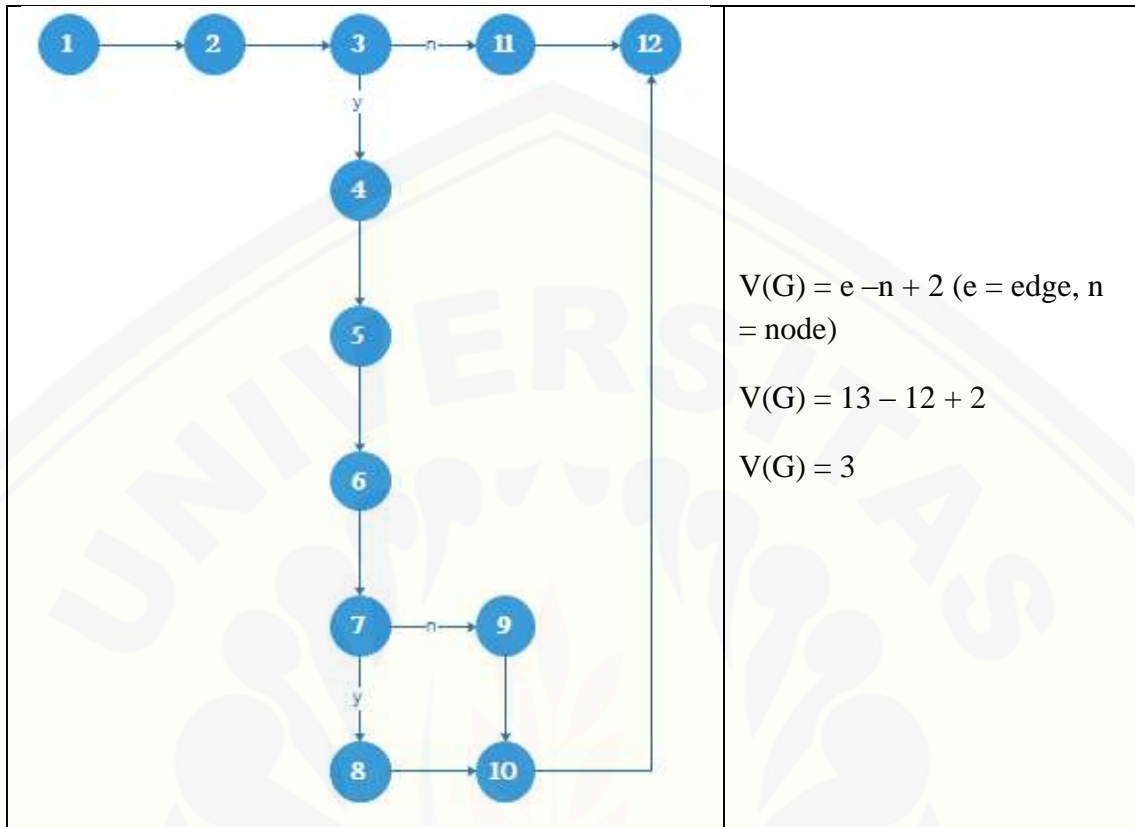 1 2 3 n 11 12
y
4
5
6
7 n 9
y
8 10
V(G) = e –n + 2 (e = edge, n
= node)
V(G) = 13 – 12 + 2
V(G) = 3
UNIVERSITAS